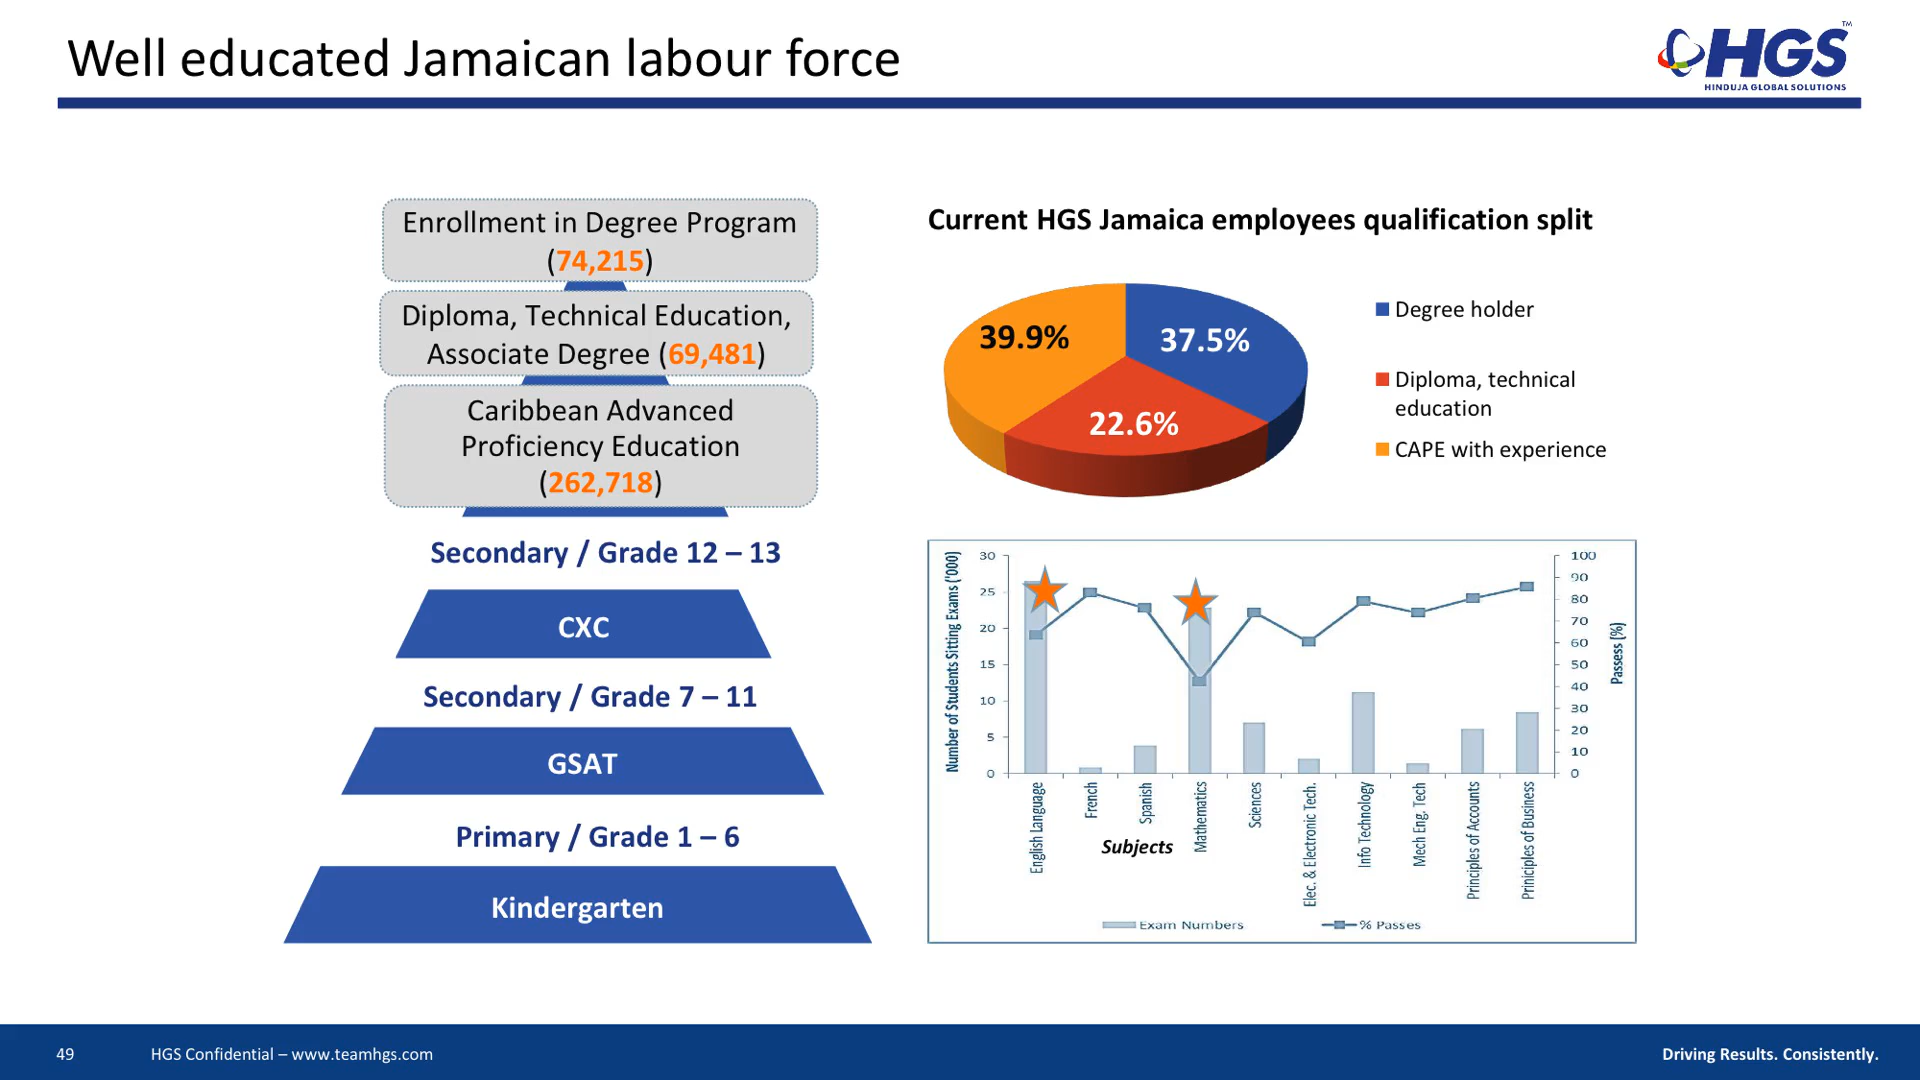 Well educated Jamaican labour force
HGS
TM
HINDUJA GLOBAL SOLUTIONS
Enrollment in Degree Program
(74,215)
Diploma, Technical Education,
Associate Degree (69,481)
Caribbean Advanced
Proficiency Education
(262,718)
Secondary / Grade 12 – 13
CXC
Secondary / Grade 7 – 11
GSAT
Primary / Grade 1 – 6
Kindergarten
Current HGS Jamaica employees qualification split
39.9%
37.5%
22.6%
Degree holder
Diploma, technical
education
CAPE with experience
Number of Students Sitting Exams ('000)
30
25
20
15
10
5
0
100
90
80
70
60
50
40
30
20
10
0
Passess (%)
English Language
French
Spanish
Mathematics
Sciences
Elec. & Electronic Tech.
Info Technology
Mech Eng. Tech
Principles of Accounts
Priniciples of Business
Subjects
Exam Numbers
% Passes
49
HGS Confidential – www.teamhgs.com
Driving Results. Consistently.